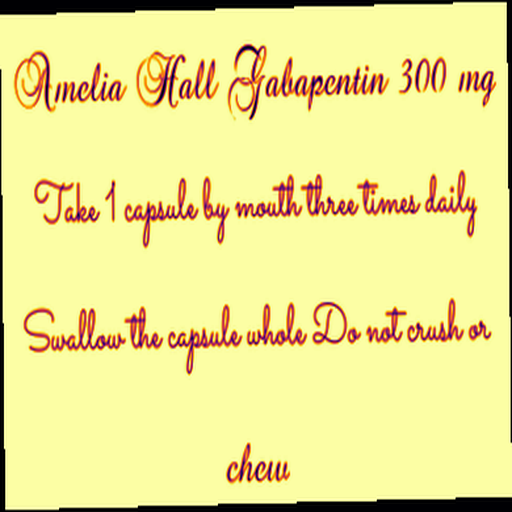 Amelia Hall Gabapentin 300 mg
Take 1 capsule by mouth three times daily
Swallow the capsule whole Do not crush or
chew